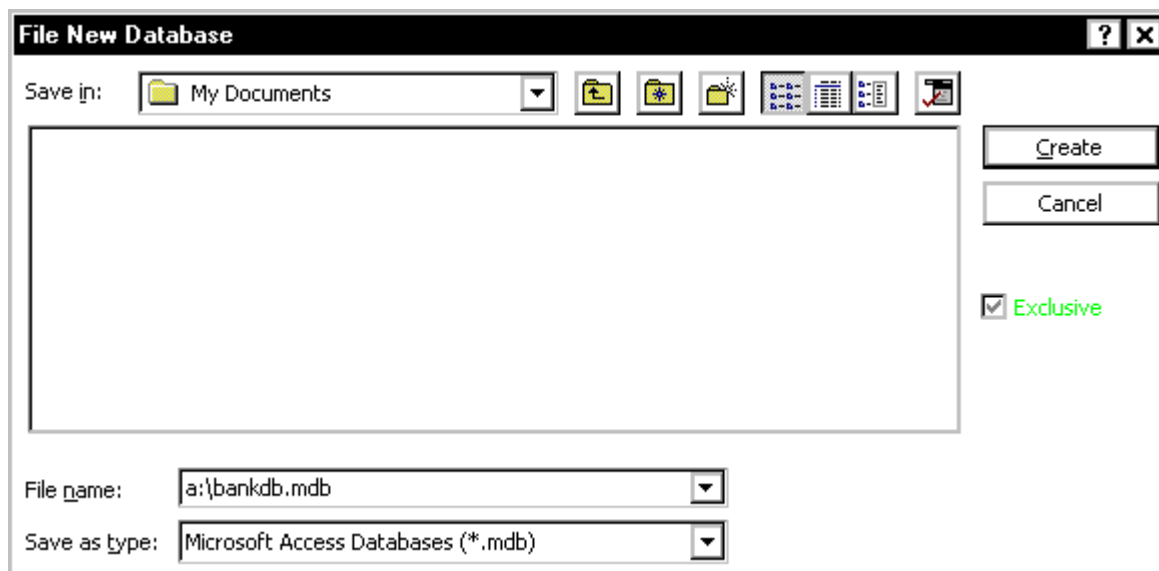 File New Database
Save in: My Documents
Create
Cancel
Exclusive
File name: a:\bankdb.mdb
Save as type: Microsoft Access Databases (*.mdb)